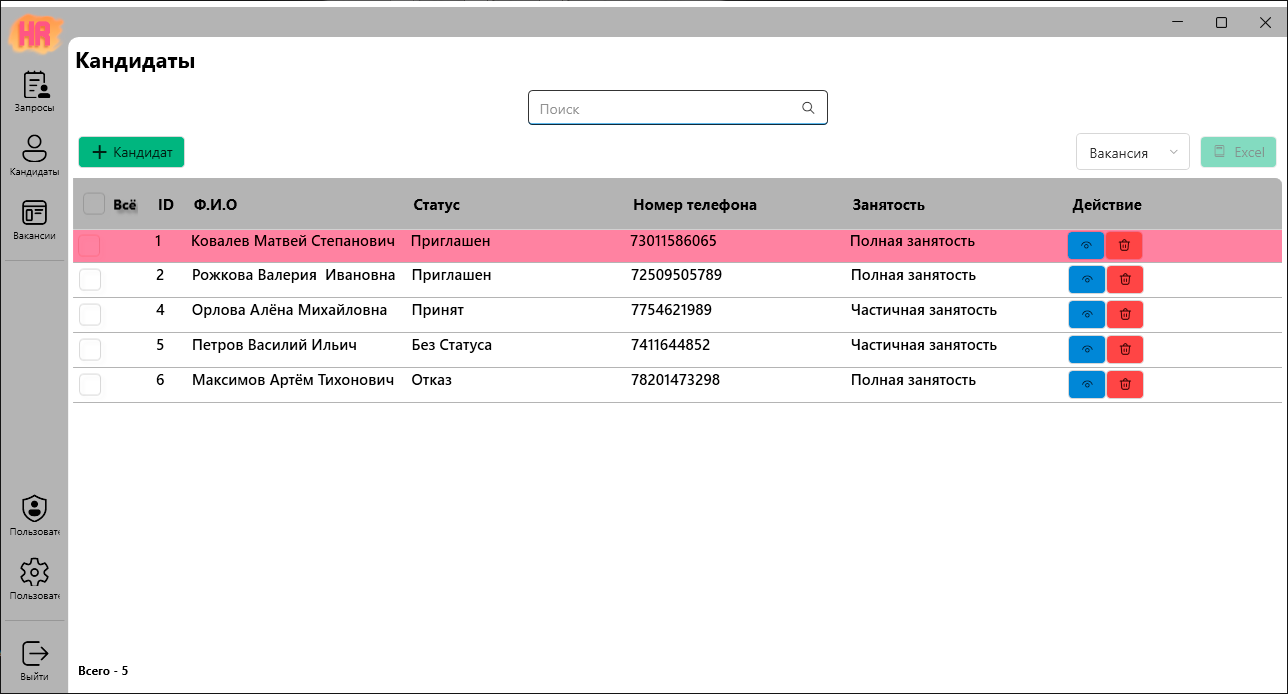 HR
Кандидаты
Запросы
Поиск
Кандидаты
Кандидат
Вакансия
Excel
Вакансии
Всё ID Ф.И.О Статус Номер телефона Занятость Действие
1 Ковалев Матвей Степанович Приглашен 73011586065 Полная занятость
2 Рожкова Валерия Ивановна Приглашен 72509505789 Полная занятость
4 Орлова Алёна Михайловна Принят 7754621989 Частичная занятость
5 Петров Василий Ильич Без Статуса 7411644852 Частичная занятость
6 Максимов Артём Тихонович Отказ 78201473298 Полная занятость
Пользовате
Пользовате
Выйти
Всего - 5